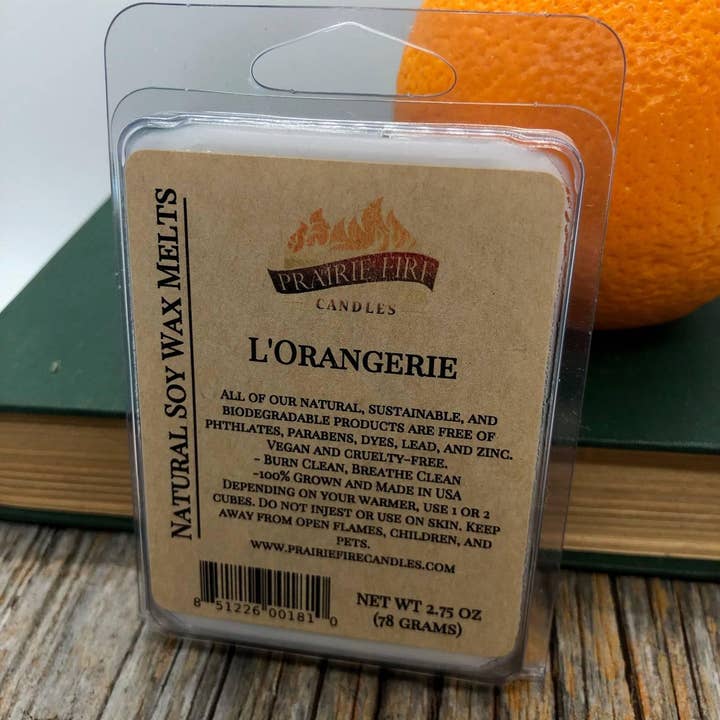 NATURAL SOY WAX MELTS
PRAIRIE FIRE
CANDLES
L'ORANGERIE
ALL OF OUR NATURAL, SUSTAINABLE, AND
BIODEGRADABLE PRODUCTS ARE FREE OF
PHTHLATES, PARABENS, DYES, LEAD, AND ZINC.
VEGAN AND CRUELTY-FREE.
- BURN CLEAN, BREATHE CLEAN
-100% GROWN AND MADE IN USA
DEPENDING ON YOUR WARMER, USE 1 OR 2
CUBES. DO NOT INJEST OR USE ON SKIN. KEEP
AWAY FROM OPEN FLAMES, CHILDREN, AND
PETS.
WWW.PRAIRIEFIRECANDLES.COM
8 51226 00181 0
NET WT 2.75 OZ
(78 GRAMS)